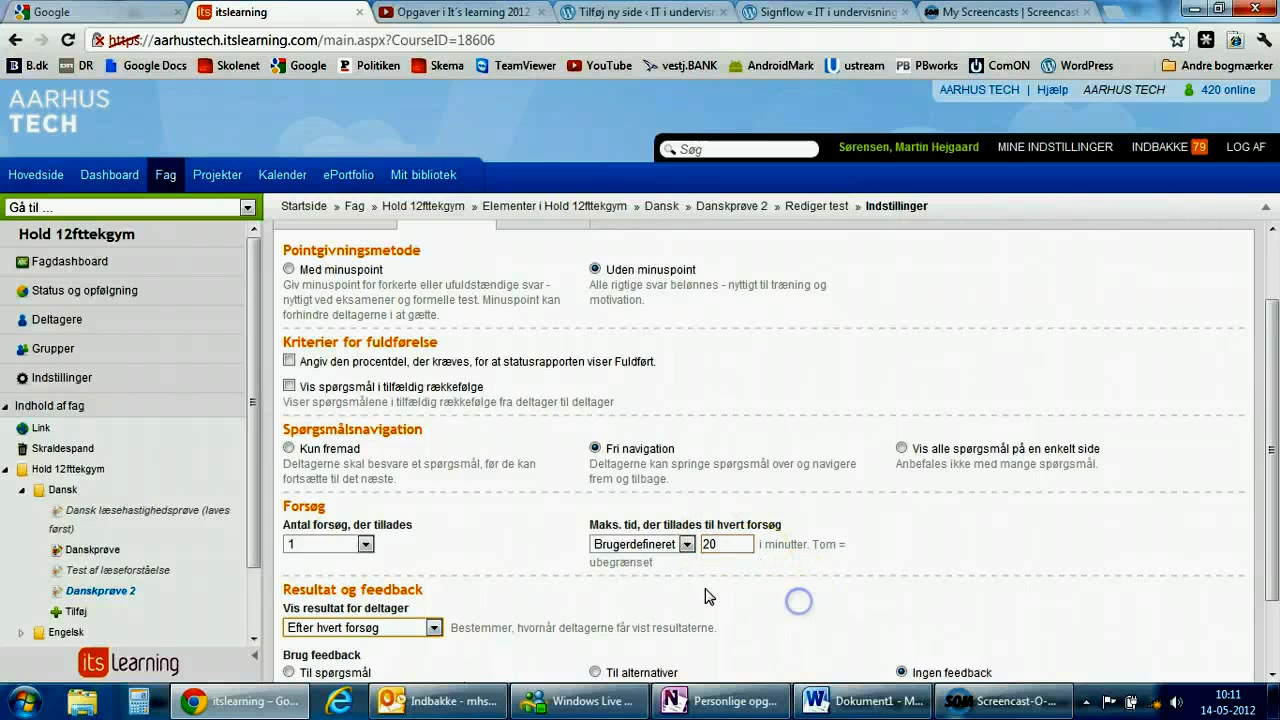 Google
itslearning
Opgaver i It´s learning 2012
Tilføj ny side ‹ IT i undervisn
Signflow « IT i undervisning
My Screencasts | Screencast
https://aarhustech.itslearning.com/main.aspx?CourseID=18606
B.dk
DR
Google Docs
Skolenet
Google
Politiken
Skema
TeamViewer
YouTube
vestj.BANK
AndroidMark
ustream
PBworks
ComON
WordPress
Andre bogmærker
AARHUS
TECH
AARHUS TECH | Hjælp AARHUS TECH 420 online
Søg
Sørensen, Martin Hejgaard
MINE INDSTILLINGER
INDBAKKE 79
LOG AF
Hovedside
Dashboard
Fag
Projekter
Kalender
ePortfolio
Mit bibliotek
Gå til ...
Startside » Fag » Hold 12fttekgym » Elementer i Hold 12fttekgym » Dansk » Danskprøve 2 » Rediger test » Indstillinger
Hold 12fttekgym
Fagdashboard
Status og opfølgning
Deltagere
Grupper
Indstillinger
Indhold af fag
Link
Skraldespand
Hold 12fttekgym
Dansk
Dansk læsehastighedsprøve (laves
først)
Danskprøve
Test af læseforståelse
Danskprøve 2
Tilføj
Engelsk
its learning
Pointgivningsmetode
Med minuspoint
Giv minuspoint for forkerte eller ufuldstændige svar -
nyttigt ved eksamener og formelle test. Minuspoint kan
forhindre deltagerne i at gætte.
Uden minuspoint
Alle rigtige svar belønnes - nyttigt til træning og
motivation.
Kriterier for fuldførelse
Angiv den procentdel, der kræves, for at statusrapporten viser Fuldført.
Vis spørgsmål i tilfældig rækkefølge
Viser spørgsmålene i tilfældig rækkefølge fra deltager til deltager
Spørgsmålsnavigation
Kun fremad
Deltagerne skal besvare et spørgsmål, før de kan
fortsætte til det næste.
Fri navigation
Deltagerne kan springe spørgsmål over og navigere
frem og tilbage.
Vis alle spørgsmål på en enkelt side
Anbefales ikke med mange spørgsmål.
Forsøg
Antal forsøg, der tillades
1
Maks. tid, der tillades til hvert forsøg
Brugerdefineret 20 i minutter. Tom =
ubegrænset
Resultat og feedback
Vis resultat for deltager
Efter hvert forsøg
Bestemmer, hvornår deltagerne får vist resultaterne.
Brug feedback
Til spørgsmål
Til alternativer
Ingen feedback
itslearning – Go...
Indbakke - mhs...
Windows Live ...
Personlige opg...
Dokument1 - M...
SOM
Screencast-O-...
10:11
14-05-2012